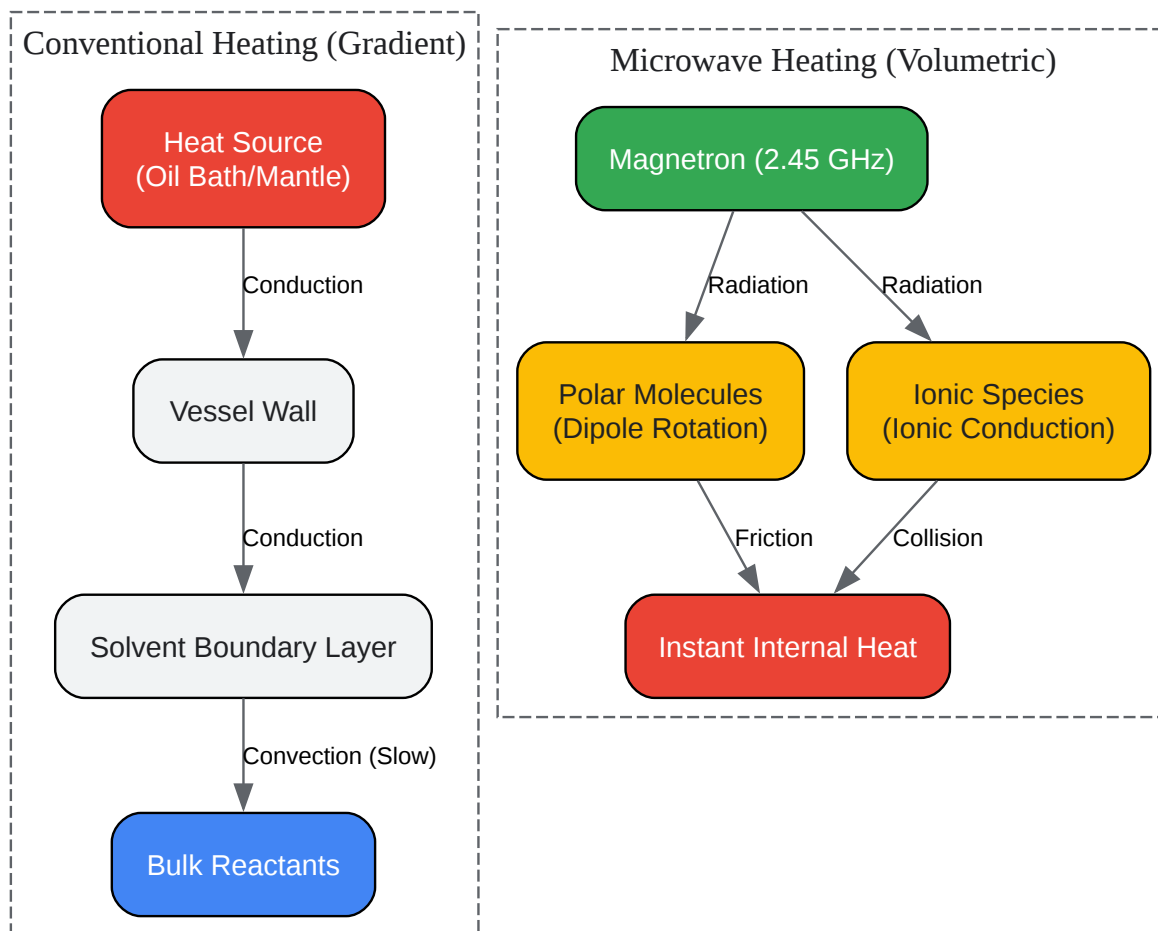 Conventional Heating (Gradient)
Heat Source
(Oil Bath/Mantle)
Conduction
Vessel Wall
Conduction
Solvent Boundary Layer
Convection (Slow)
Bulk Reactants
Microwave Heating (Volumetric)
Magnetron (2.45 GHz)
Radiation
Radiation
Polar Molecules
(Dipole Rotation)
Ionic Species
(Ionic Conduction)
Friction
Collision
Instant Internal Heat